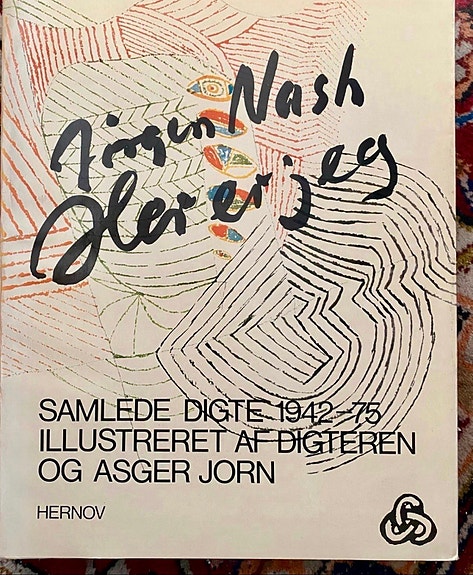 Jørgen Nash
Her er jeg
SAMLEDE DIGTE 1942-75
ILLUSTRERET AF DIGTEREN
OG ASGER JORN
HERNOV